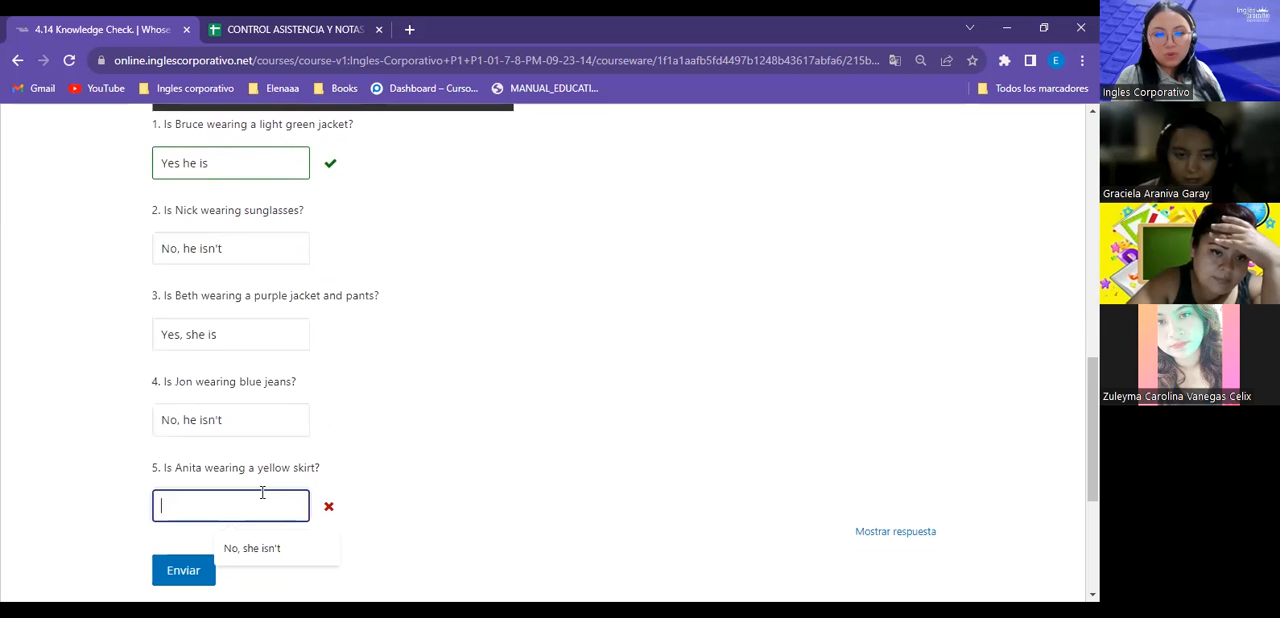 4.14 Knowledge Check. | Whose
CONTROL ASISTENCIA Y NOTAS
online.inglescorporativo.net/courses/course-v1:Ingles-Corporativo+P1+P1-01-7-8-PM-09-23-14/courseware/1f1a1aafb5fd4497b1248b43617abfa6/215b...
E
Gmail
YouTube
Ingles corporativo
Elenaaa
Books
Dashboard – Curso...
MANUAL_EDUCATI...
Todos los marcadores
1. Is Bruce wearing a light green jacket?
Yes he is
2. Is Nick wearing sunglasses?
No, he isn't
3. Is Beth wearing a purple jacket and pants?
Yes, she is
4. Is Jon wearing blue jeans?
No, he isn't
5. Is Anita wearing a yellow skirt?
No, she isn't
Mostrar respuesta
Enviar
Ingles Corporativo
Graciela Araniva Garay
Zuleyma Carolina Vanegas Celix